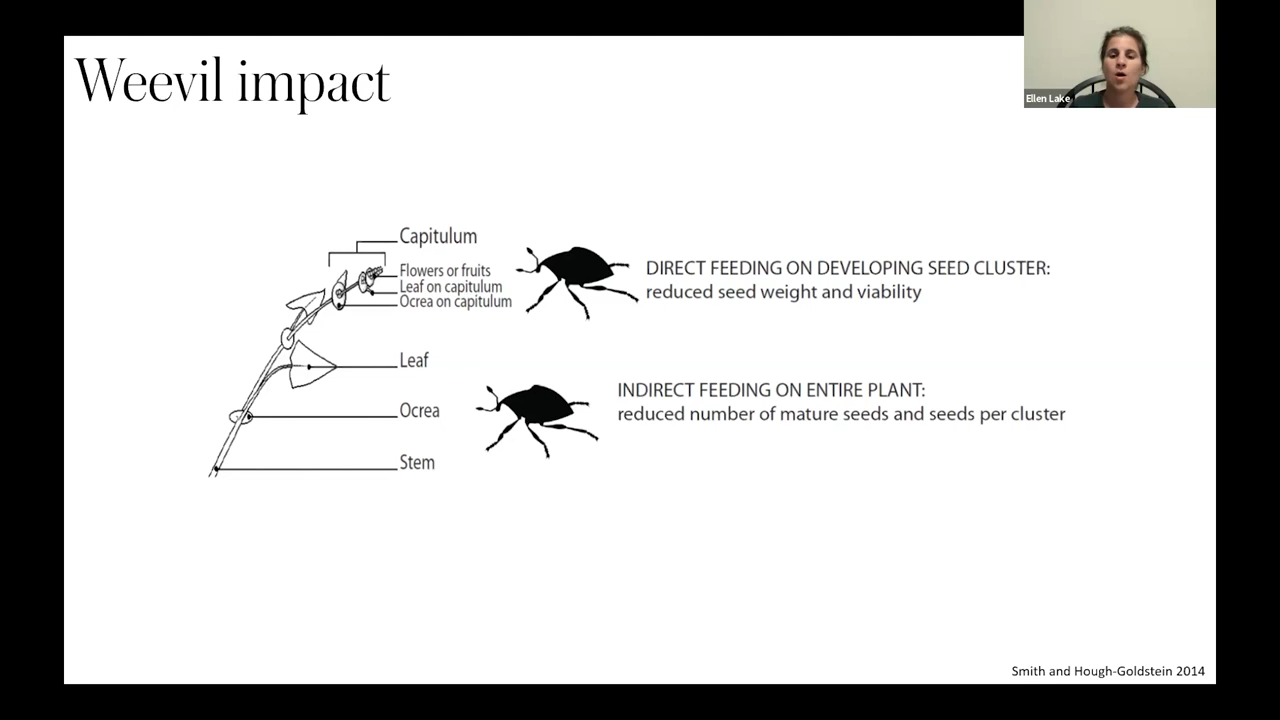 Weevil impact
Ellen Lake
Capitulum
Flowers or fruits
Leaf on capitulum
Ocrea on capitulum
Leaf
Ocrea
Stem
DIRECT FEEDING ON DEVELOPING SEED CLUSTER:
reduced seed weight and viability
INDIRECT FEEDING ON ENTIRE PLANT:
reduced number of mature seeds and seeds per cluster
Smith and Hough-Goldstein 2014